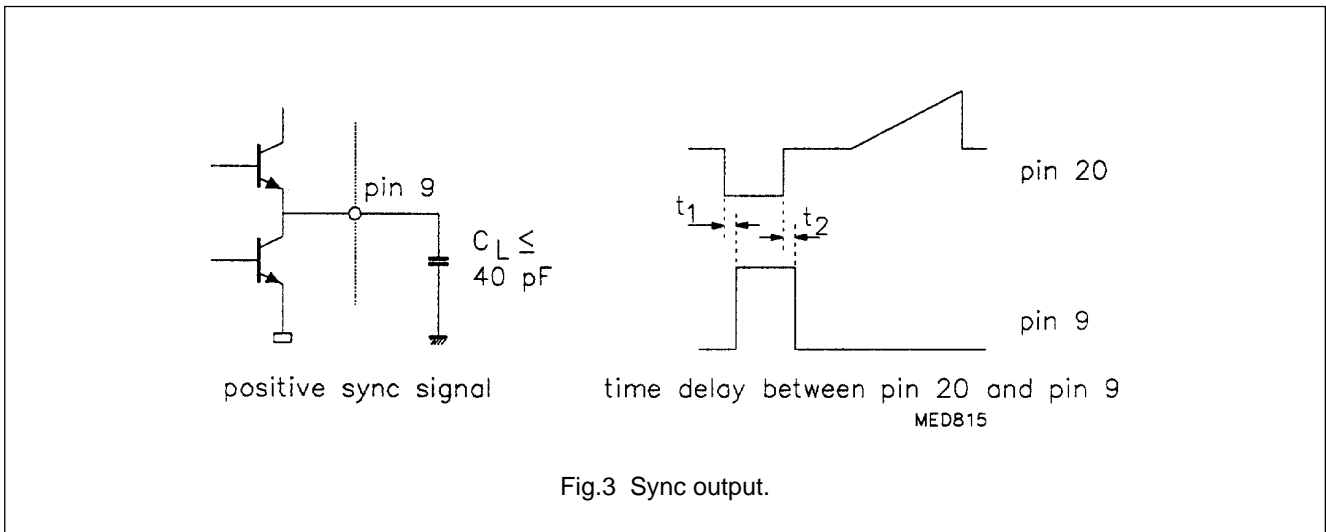 pin 9
C_L ≤
40 pF
positive sync signal
pin 20
t1
t2
pin 9
time delay between pin 20 and pin 9
MED815
Fig.3 Sync output.